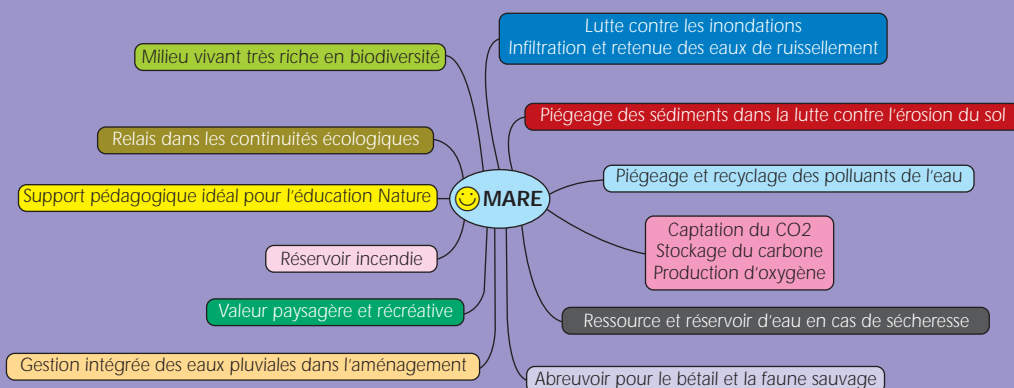 Lutte contre les inondations
Infiltration et retenue des eaux de ruissellement
Milieu vivant très riche en biodiversité
Piégeage des sédiments dans la lutte contre l'érosion du sol
Relais dans les continuités écologiques
Piégeage et recyclage des polluants de l'eau
Support pédagogique idéal pour l'éducation Nature
MARE
Captation du CO2
Stockage du carbone
Production d'oxygène
Réservoir incendie
Valeur paysagère et récréative
Ressource et réservoir d'eau en cas de sécheresse
Gestion intégrée des eaux pluviales dans l'aménagement
Abreuvoir pour le bétail et la faune sauvage